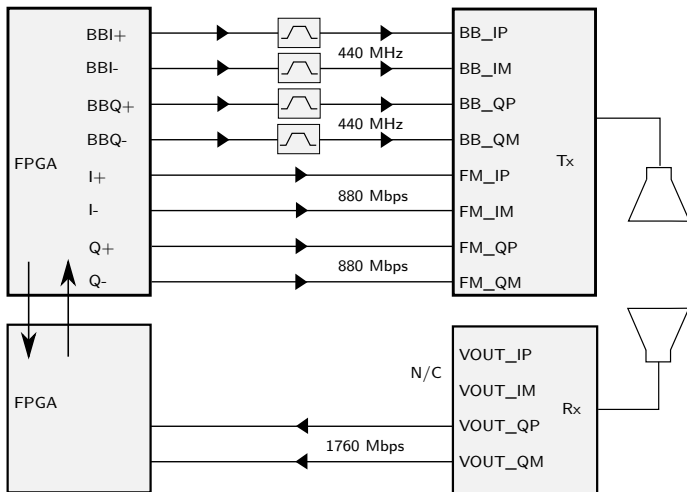 BBI+ BB_IP
440 MHz
BBI- BB_IM
BBQ+ BB_QP
440 MHz
BBQ- BB_QM
FPGA Tx
I+ FM_IP
880 Mbps
I- FM_IM
Q+ FM_QP
880 Mbps
Q- FM_QM
VOUT_IP
N/C
VOUT_IM
FPGA Rx
VOUT_QP
1760 Mbps
VOUT_QM